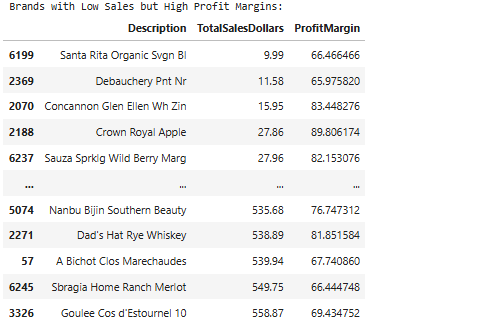 Brands with Low Sales but High Profit Margins:
Description TotalSalesDollars ProfitMargin
6199 Santa Rita Organic Svgn Bl 9.99 66.466466
2369 Debauchery Pnt Nr 11.58 65.975820
2070 Concannon Glen Ellen Wh Zin 15.95 83.448276
2188 Crown Royal Apple 27.86 89.806174
6237 Sauza Sprklg Wild Berry Marg 27.96 82.153076
... ... ... ...
5074 Nanbu Bijin Southern Beauty 535.68 76.747312
2271 Dad's Hat Rye Whiskey 538.89 81.851584
57 A Bichot Clos Marechaudes 539.94 67.740860
6245 Sbragia Home Ranch Merlot 549.75 66.444748
3326 Goulee Cos d'Estournel 10 558.87 69.434752